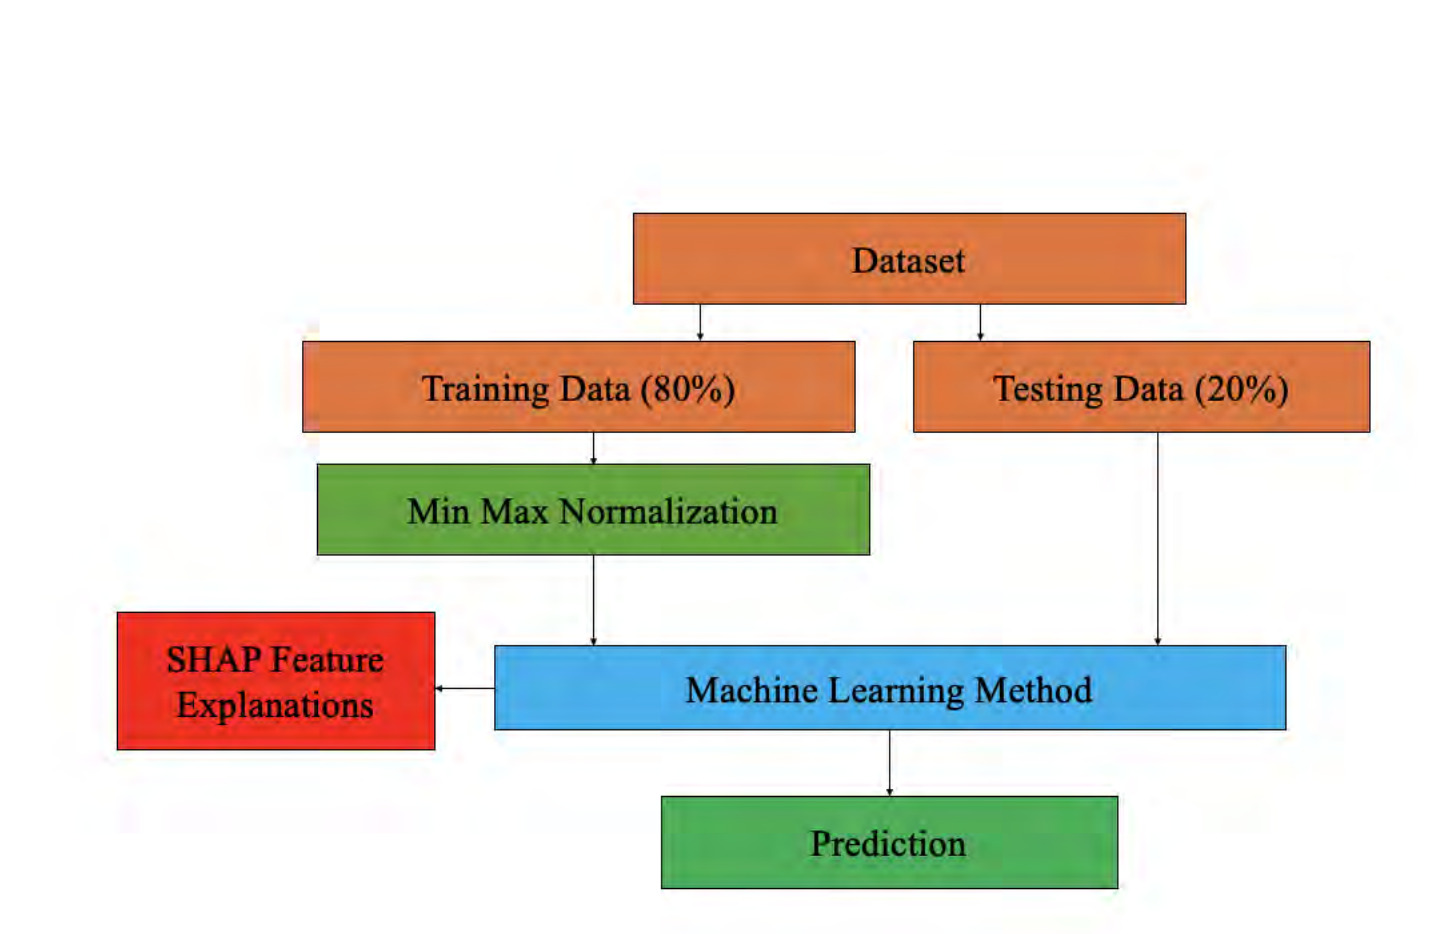 Dataset
Training Data (80%)
Testing Data (20%)
Min Max Normalization
SHAP Feature
Explanations
Machine Learning Method
Prediction